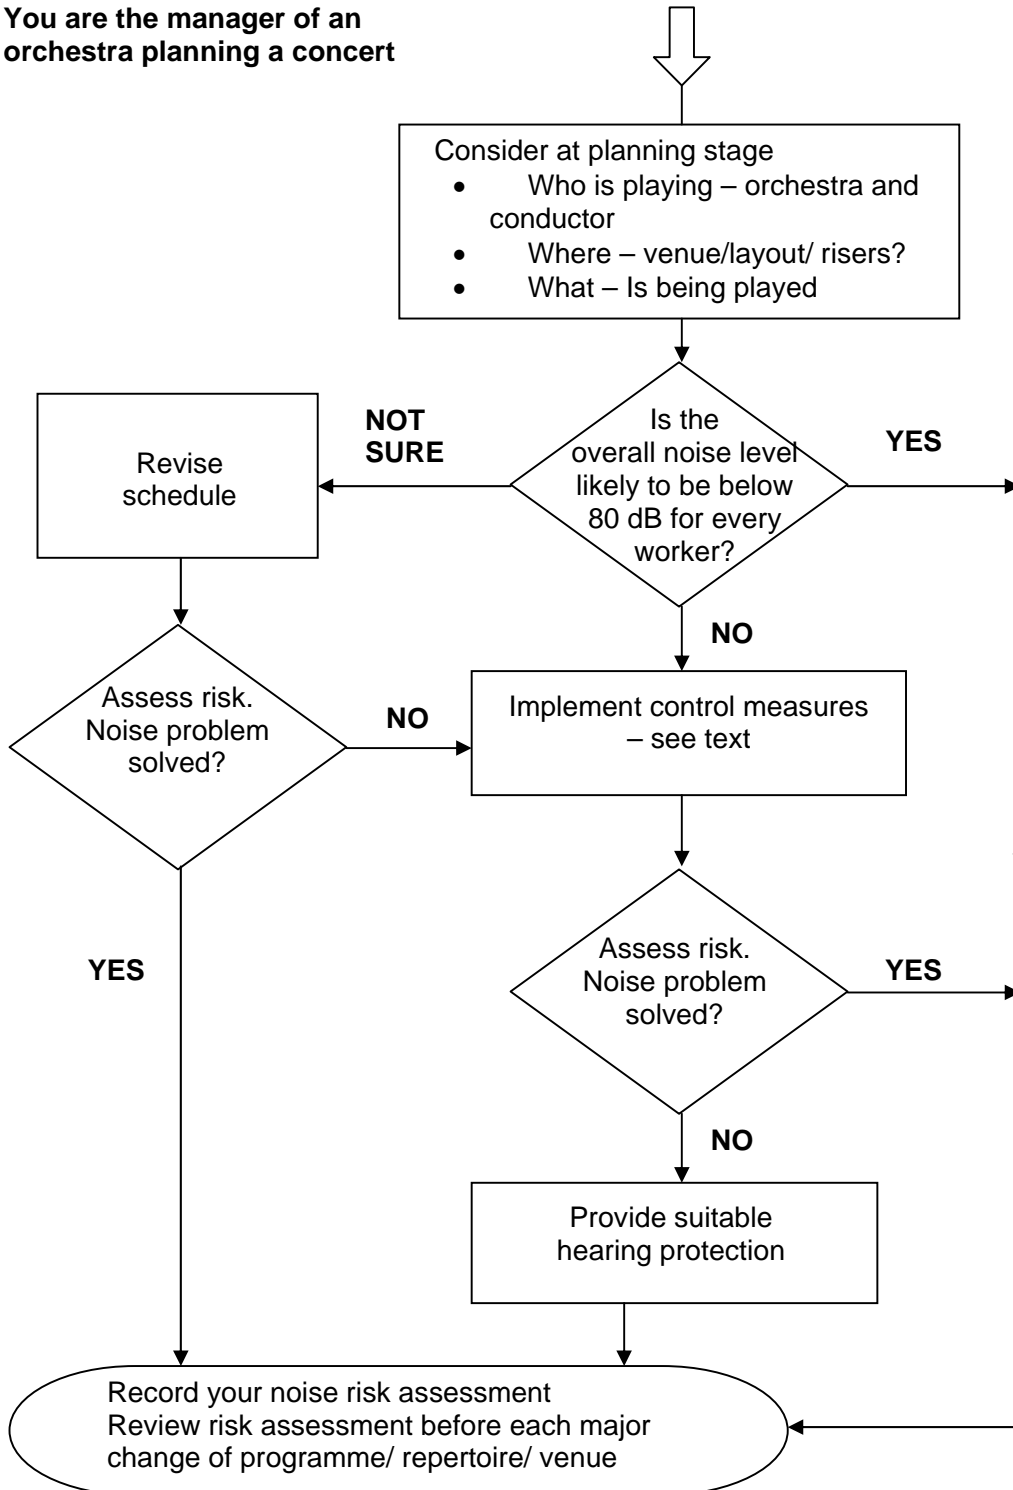 You are the manager of an
orchestra planning a concert
Consider at planning stage
• Who is playing – orchestra and
conductor
• Where – venue/layout/ risers?
• What – Is being played
Is the
overall noise level
likely to be below
80 dB for every
worker?
NOT
SURE
YES
Revise
schedule
NO
Assess risk.
Noise problem
solved?
NO
Implement control measures
– see text
YES
Assess risk.
Noise problem
solved?
YES
NO
Provide suitable
hearing protection
Record your noise risk assessment
Review risk assessment before each major
change of programme/ repertoire/ venue